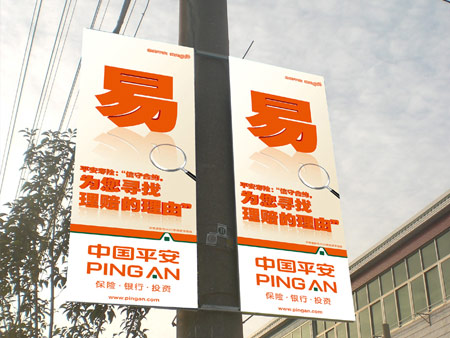 易
平安寿险："信守合约，
为您寻找
理赔的理由"
中国平安
PING AN
保险·银行·投资
www.pingan.com
易
平安寿险："信守合约，
为您寻找
理赔的理由"
中国平安
PING AN
保险·银行·投资
www.pingan.com